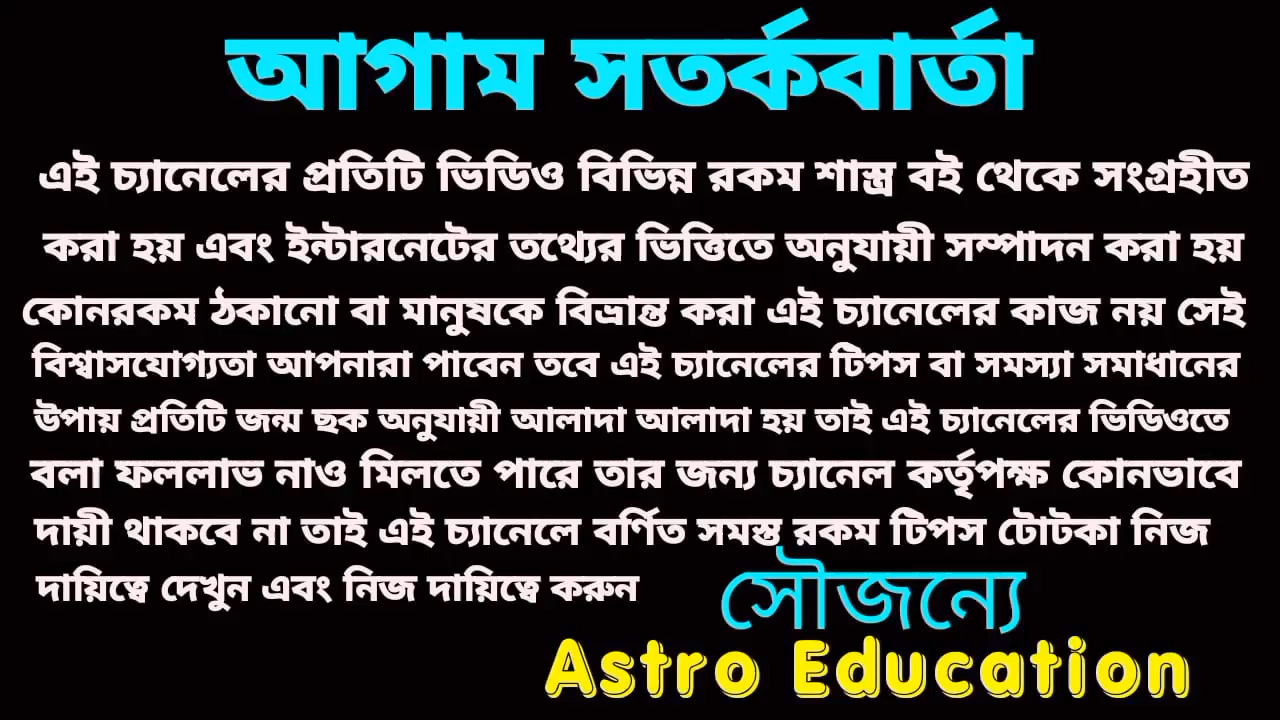 আগাম সতর্কবার্তা
এই চ্যানেলের প্রতিটি ভিডিও বিভিন্ন রকম শাস্ত্র বই থেকে সংগ্রহীত
করা হয় এবং ইন্টারনেটের তথ্যের ভিত্তিতে অনুযায়ী সম্পাদন করা হয়
কোনরকম ঠকানো বা মানুষকে বিভ্রান্ত করা এই চ্যানেলের কাজ নয় সেই
বিশ্বাসযোগ্যতা আপনারা পাবেন তবে এই চ্যানেলের টিপস বা সমস্যা সমাধানের
উপায় প্রতিটি জন্ম ছক অনুযায়ী আলাদা আলাদা হয় তাই এই চ্যানেলের ভিডিওতে
বলা ফললাভ নাও মিলতে পারে তার জন্য চ্যানেল কর্তৃপক্ষ কোনভাবে
দায়ী থাকবে না তাই এই চ্যানেলে বর্ণিত সমস্ত রকম টিপস টোটকা নিজ
দায়িত্বে দেখুন এবং নিজ দায়িত্বে করুন
সৌজন্যে
Astro Education